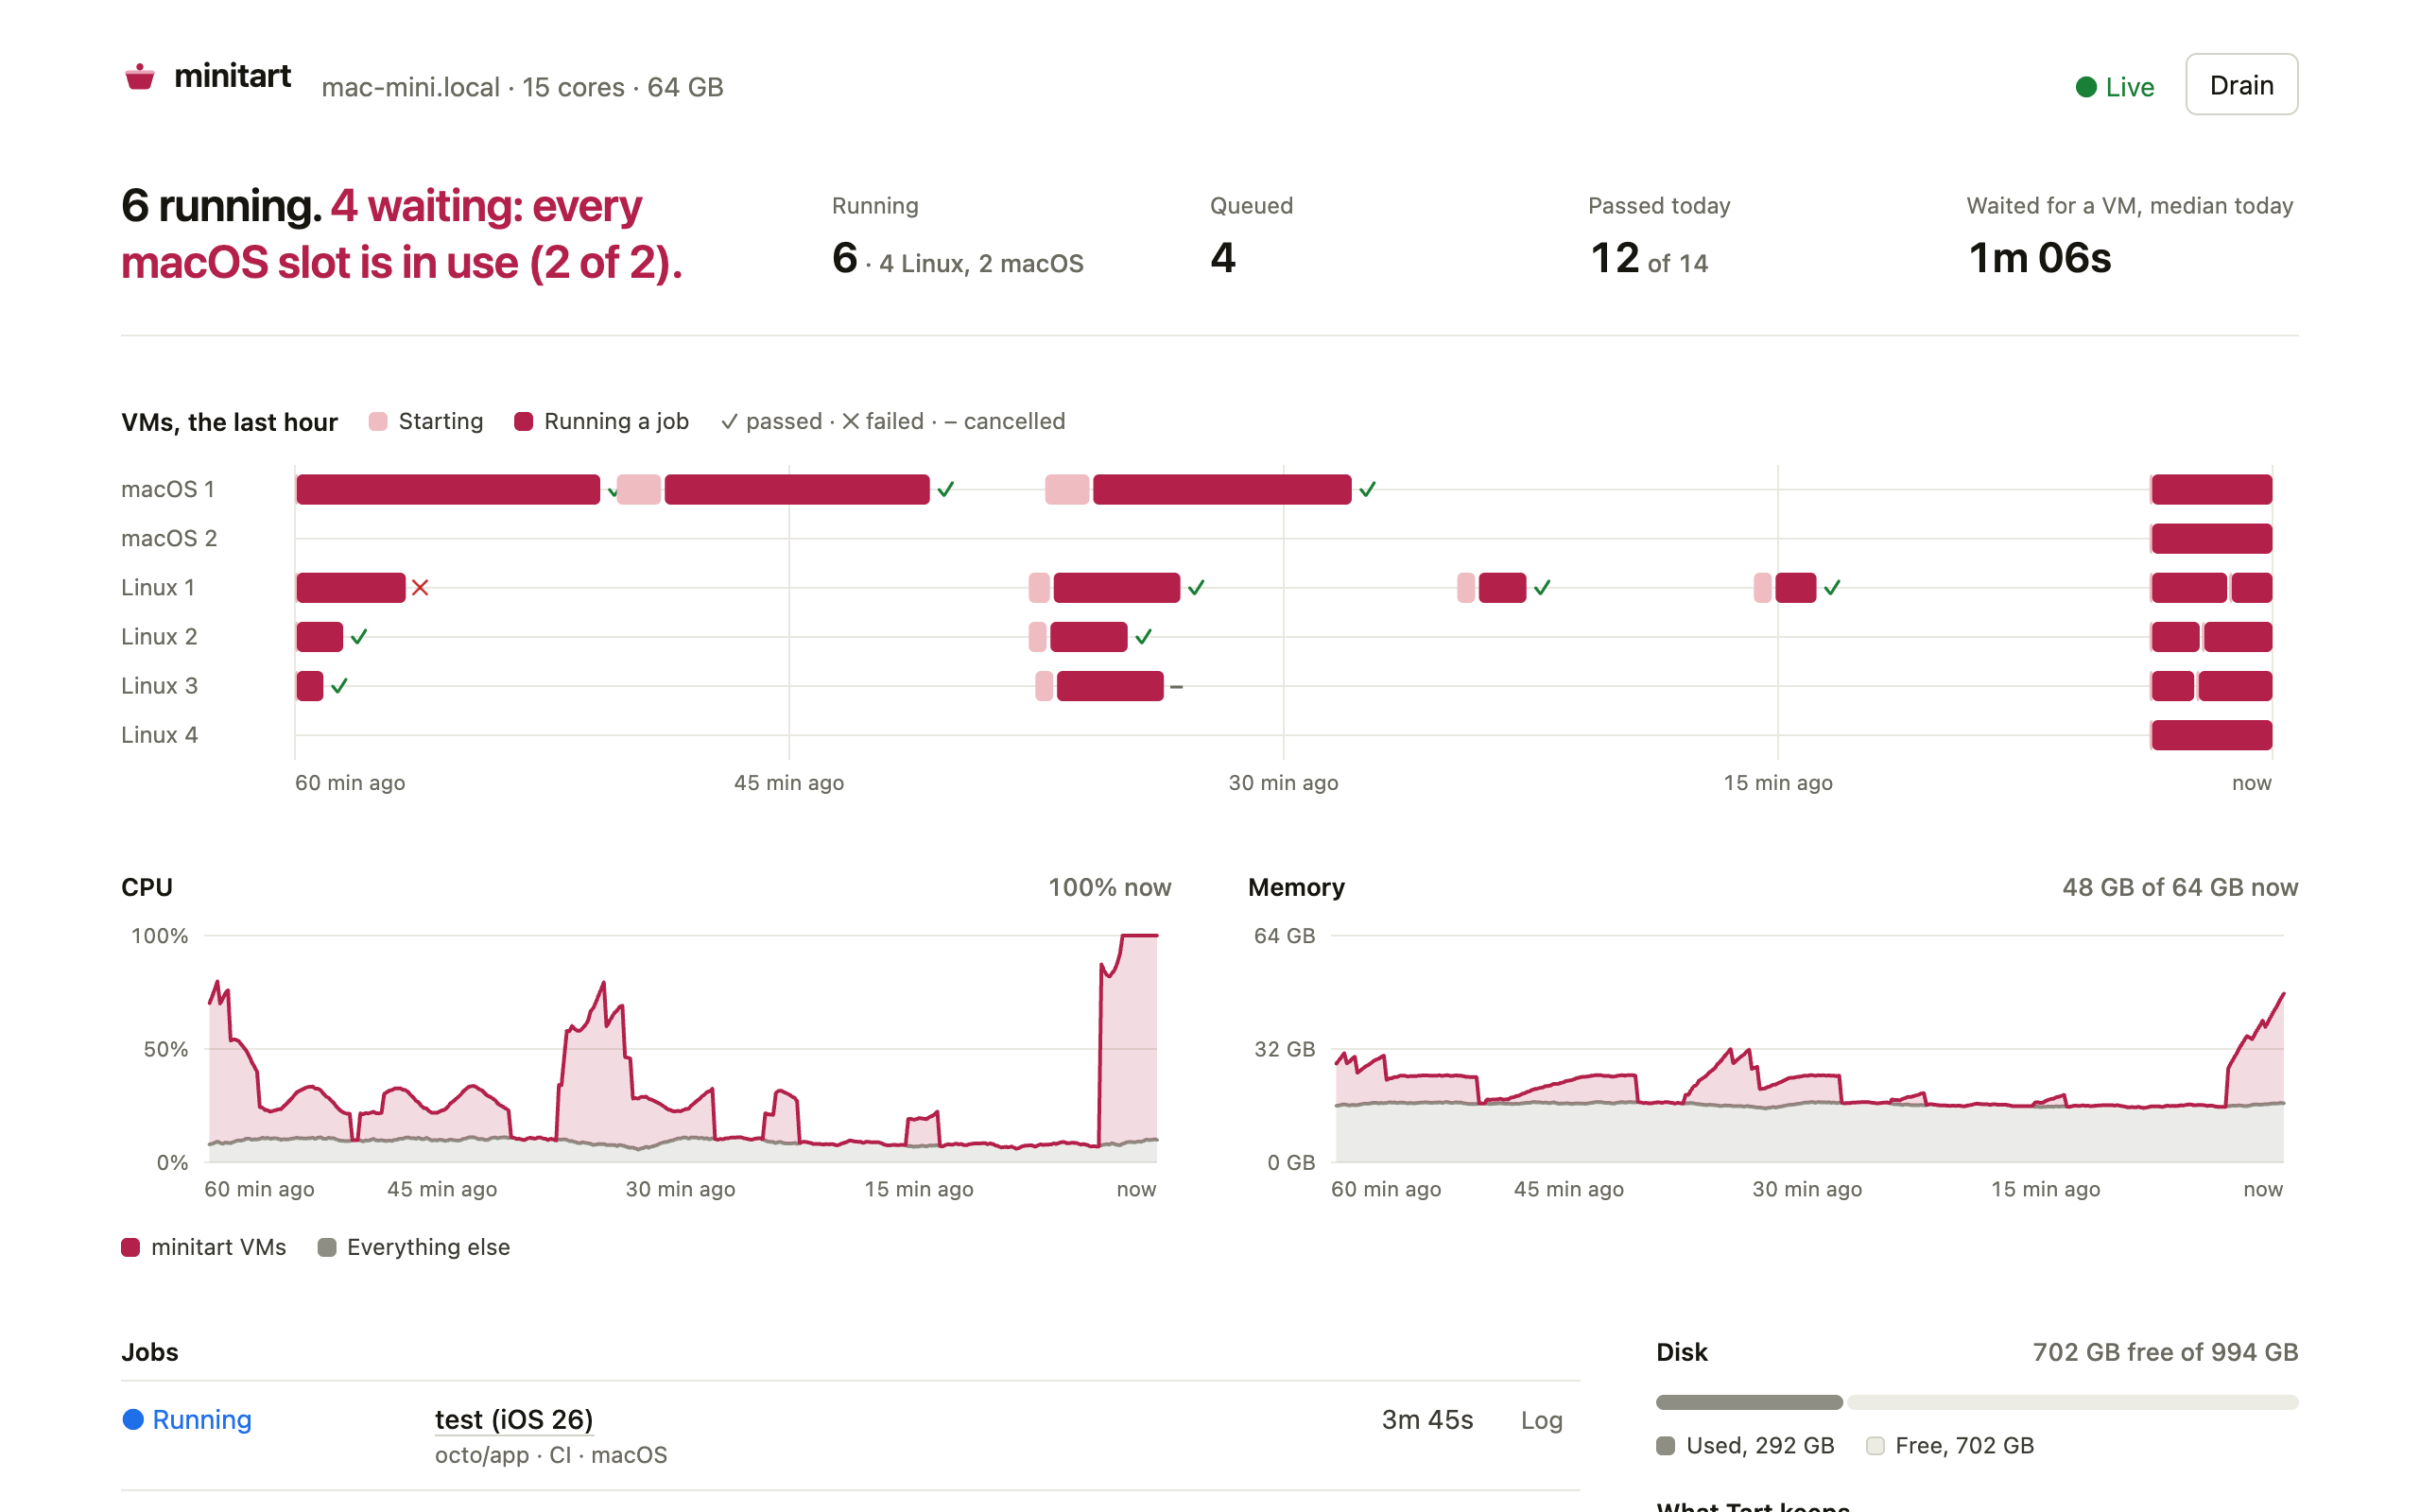 minitart
mac-mini.local · 15 cores · 64 GB
Live
Drain
6 running. 4 waiting: every
macOS slot is in use (2 of 2).
Running
6 · 4 Linux, 2 macOS
Queued
4
Passed today
12 of 14
Waited for a VM, median today
1m 06s
VMs, the last hour
Starting
Running a job
✓ passed · ✕ failed · – cancelled
macOS 1
macOS 2
Linux 1
Linux 2
Linux 3
Linux 4
60 min ago
45 min ago
30 min ago
15 min ago
now
CPU
100% now
100%
50%
0%
60 min ago
45 min ago
30 min ago
15 min ago
now
minitart VMs
Everything else
Memory
48 GB of 64 GB now
64 GB
32 GB
0 GB
60 min ago
45 min ago
30 min ago
15 min ago
now
Jobs
Running
test (iOS 26)
octo/app · CI · macOS
3m 45s
Log
Disk
702 GB free of 994 GB
Used, 292 GB
Free, 702 GB
What Tart keeps